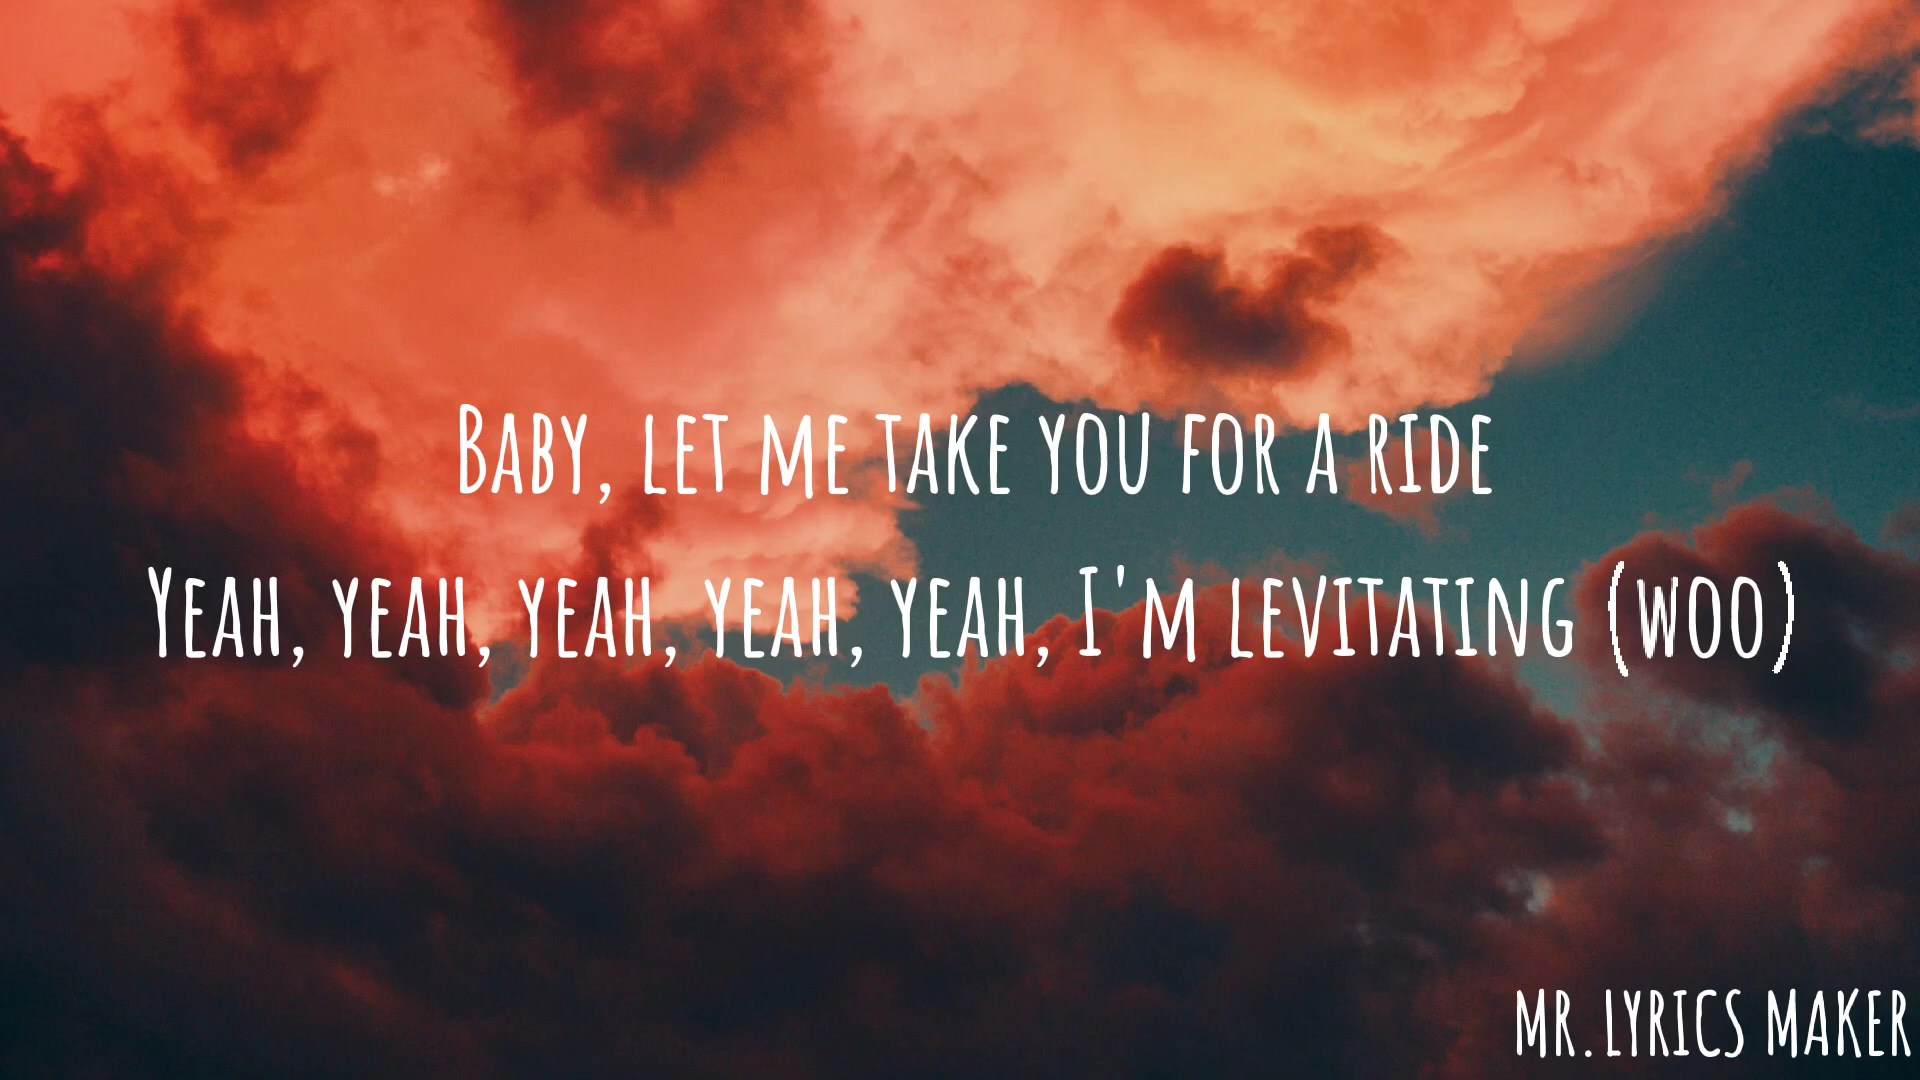 Baby, let me take you for a ride
Yeah, yeah, yeah, yeah, yeah, I'm levitating (woo)
MR.LYRICS MAKER